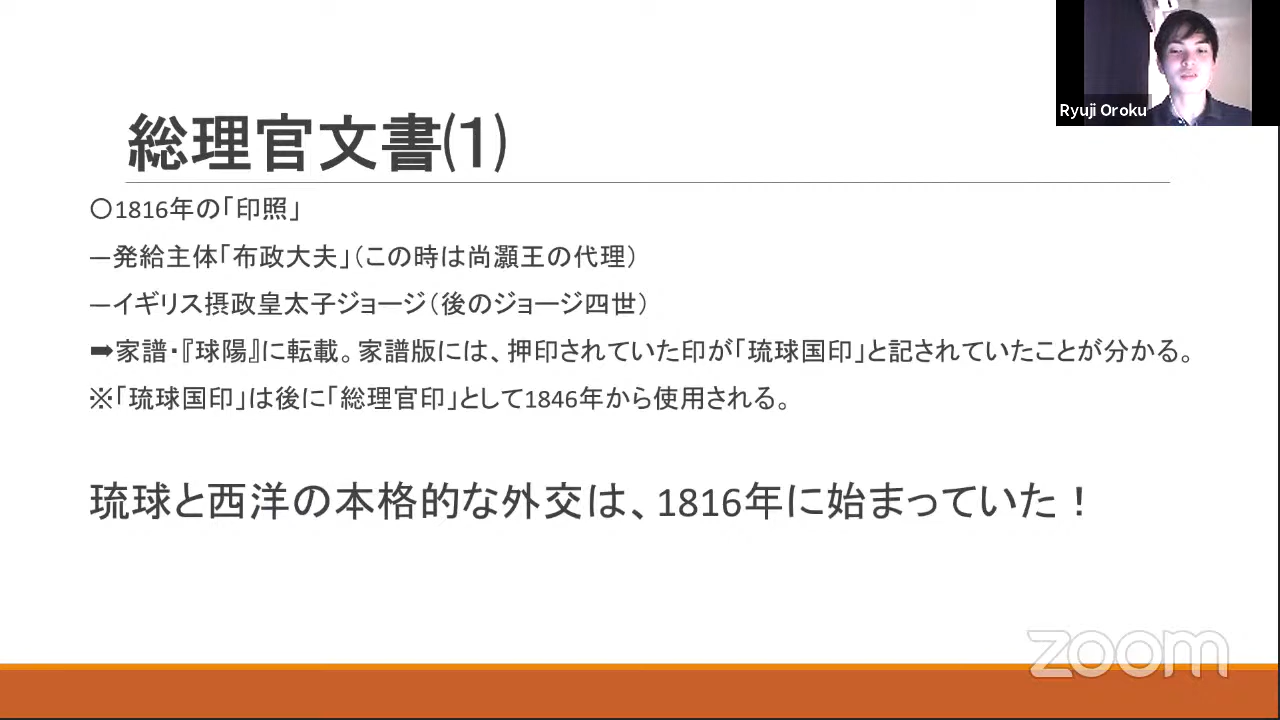 Ryuji Oroku
総理官文書(1)
〇1816年の「印照」
―発給主体「布政大夫」(この時は尚灝王の代理)
―イギリス摂政皇太子ジョージ(後のジョージ四世)
➡家譜・『球陽』に転載。家譜版には、押印されていた印が「琉球国印」と記されていたことが分かる。
※「琉球国印」は後に「総理官印」として1846年から使用される。
琉球と西洋の本格的な外交は、1816年に始まっていた！
zoom